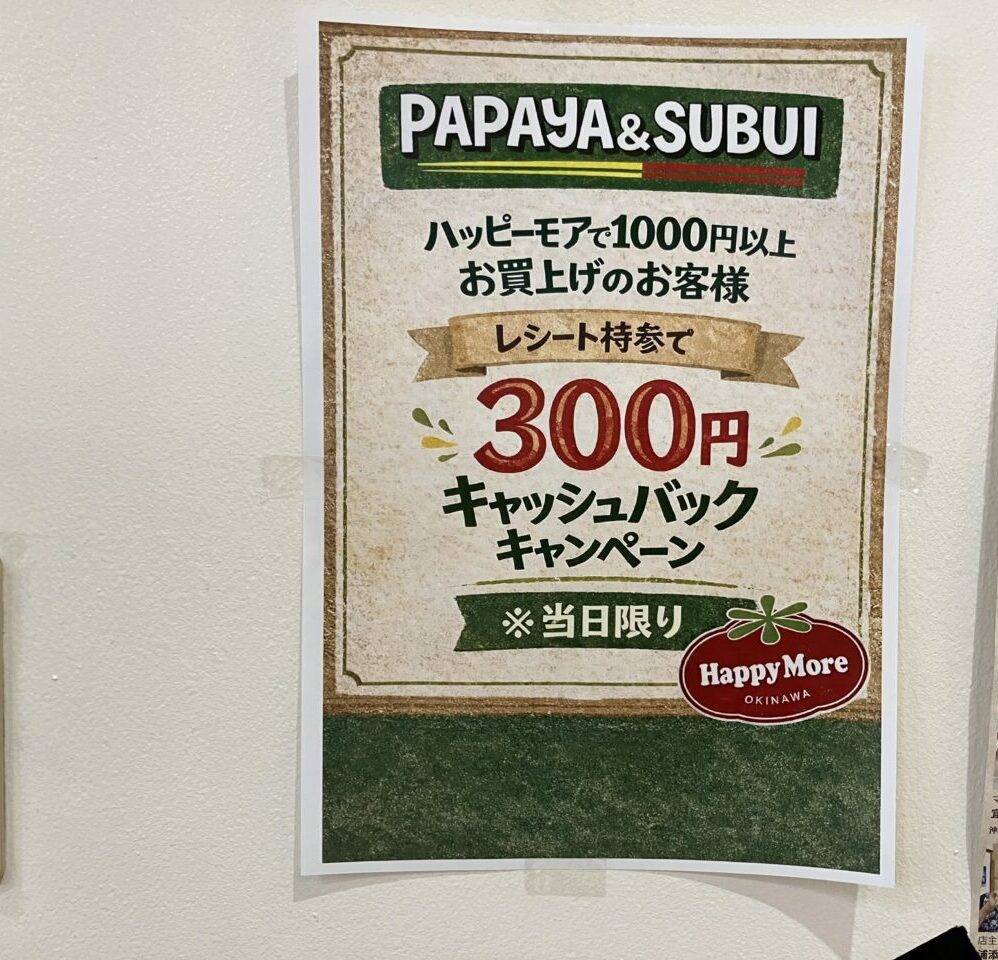 PAPAYA&SUBUI
ハッピーモアで1000円以上
お買上げのお客様
レシート持参で
300円
キャッシュバック
キャンペーン
※当日限り
Happy More
OKINAWA
店主